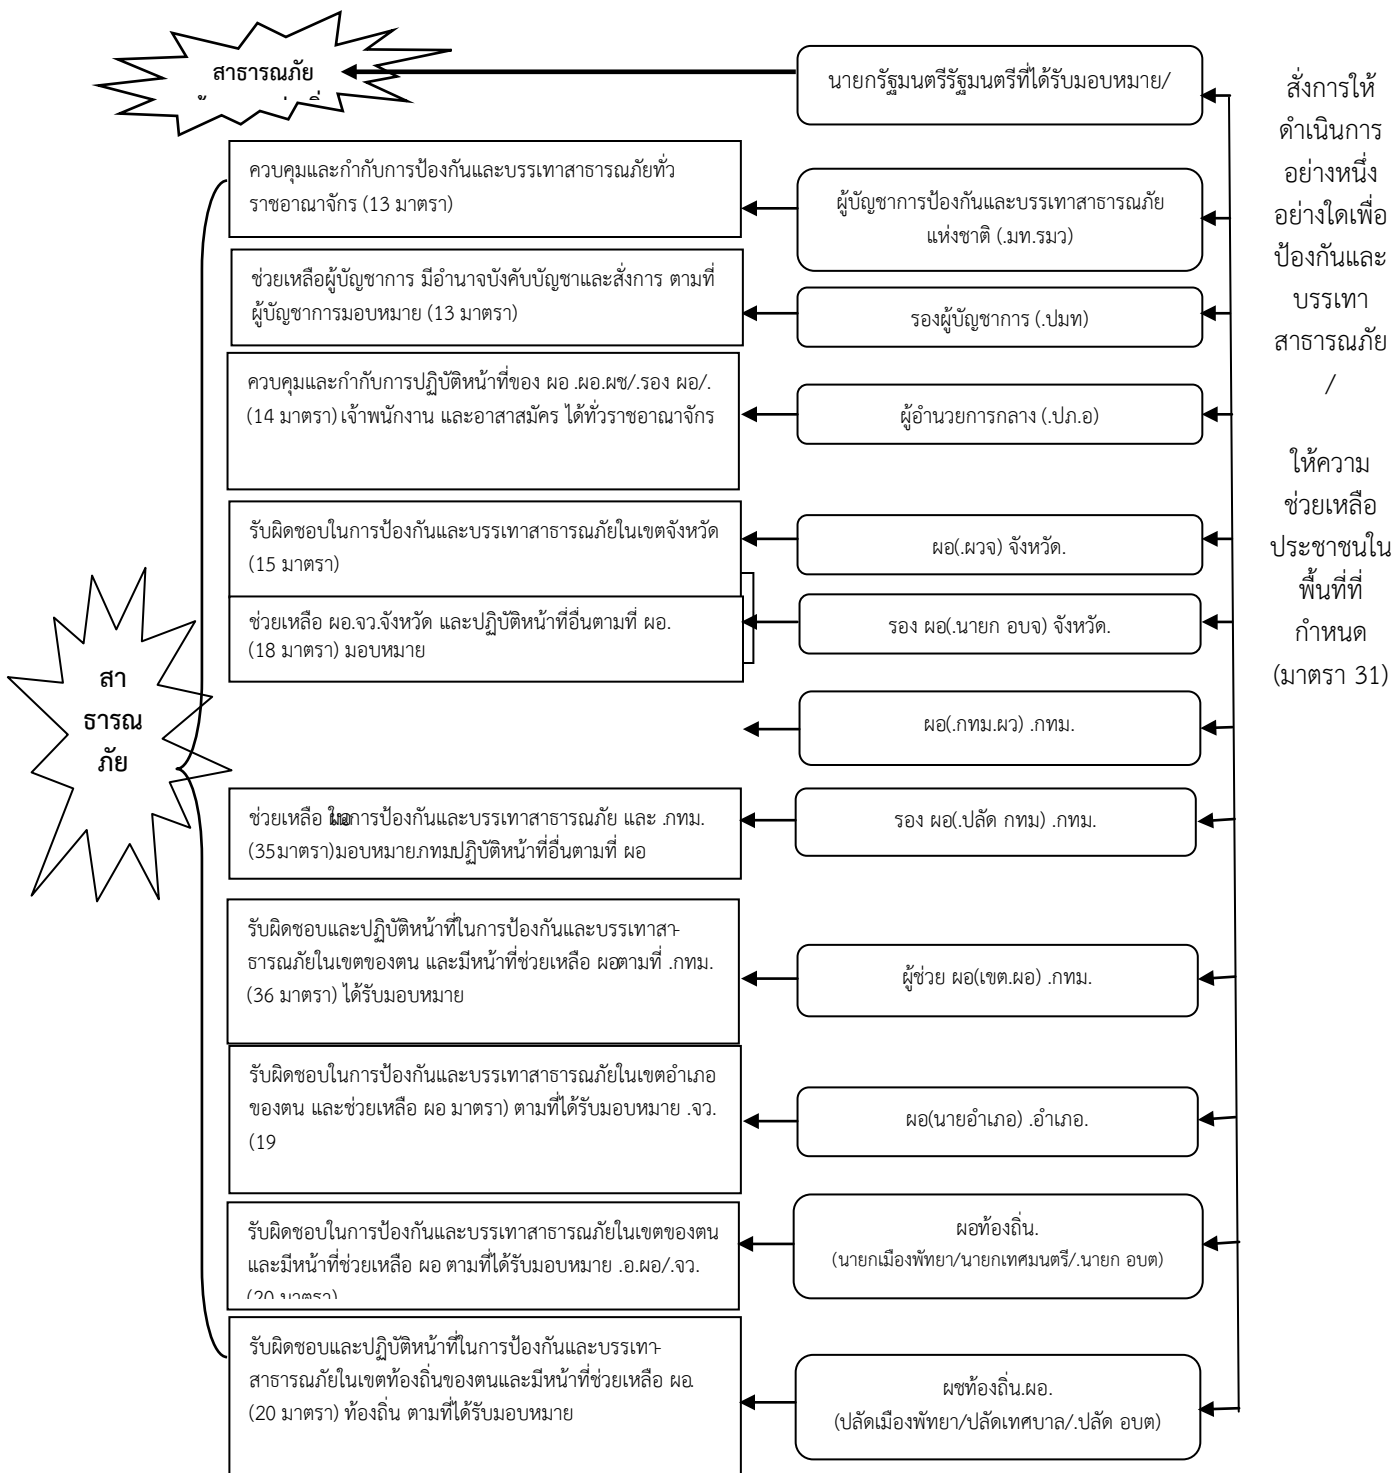 สาธารณภัย
นายกรัฐมนตรีรัฐมนตรีที่ได้รับมอบหมาย/
สั่งการให้
ดำเนินการ
อย่างหนึ่ง
อย่างใดเพื่อ
ป้องกันและ
บรรเทา
สาธารณภัย
/
ให้ความ
ช่วยเหลือ
ประชาชนใน
พื้นที่ที่
กำหนด
(มาตรา 31)
ควบคุมและกำกับการป้องกันและบรรเทาสาธารณภัยทั่ว
ราชอาณาจักร (13 มาตรา)
ผู้บัญชาการป้องกันและบรรเทาสาธารณภัย
แห่งชาติ (.มท.รมว)
ช่วยเหลือผู้บัญชาการ มีอำนาจบังคับบัญชาและสั่งการ ตามที่
ผู้บัญชาการมอบหมาย (13 มาตรา)
รองผู้บัญชาการ (.ปมท)
ควบคุมและกำกับการปฏิบัติหน้าที่ของ ผอ .ผอ.ผช/.รอง ผอ/.
(14 มาตรา) เจ้าพนักงาน และอาสาสมัคร ได้ทั่วราชอาณาจักร
ผู้อำนวยการกลาง (.ปภ.อ)
รับผิดชอบในการป้องกันและบรรเทาสาธารณภัยในเขตจังหวัด
(15 มาตรา)
ผอ(.ผวจ) จังหวัด.
ช่วยเหลือ ผอ.จว.จังหวัด และปฏิบัติหน้าที่อื่นตามที่ ผอ.
(18 มาตรา) มอบหมาย
รอง ผอ(.นายก อบจ) จังหวัด.
สา
ธารณ
ภัย
ผอ(.กทม.ผว) .กทม.
ช่วยเหลือ ในการป้องกันและบรรเทาสาธารณภัย และ .กทม.
(35มาตรา)มอบหมาย.กทมปฏิบัติหน้าที่อื่นตามที่ ผอ
รอง ผอ(.ปลัด กทม) .กทม.
รับผิดชอบและปฏิบัติหน้าที่ในการป้องกันและบรรเทาสา-
ธารณภัยในเขตของตน และมีหน้าที่ช่วยเหลือ ผอตามที่ .กทม.
(36 มาตรา) ได้รับมอบหมาย
ผู้ช่วย ผอ(เขต.ผอ) .กทม.
รับผิดชอบในการป้องกันและบรรเทาสาธารณภัยในเขตอำเภอ
ของตน และช่วยเหลือ ผอ มาตรา) ตามที่ได้รับมอบหมาย .จว.
(19
ผอ(นายอำเภอ) .อำเภอ.
รับผิดชอบในการป้องกันและบรรเทาสาธารณภัยในเขตของตน
และมีหน้าที่ช่วยเหลือ ผอ ตามที่ได้รับมอบหมาย .อ.ผอ/.จว.
(20 มาตรา)
ผอท้องถิ่น.
(นายกเมืองพัทยา/นายกเทศมนตรี/.นายก อบต)
รับผิดชอบและปฏิบัติหน้าที่ในการป้องกันและบรรเทา-
สาธารณภัยในเขตท้องถิ่นของตนและมีหน้าที่ช่วยเหลือ ผอ.
(20 มาตรา) ท้องถิ่น ตามที่ได้รับมอบหมาย
ผชท้องถิ่น.ผอ.
(ปลัดเมืองพัทยา/ปลัดเทศบาล/.ปลัด อบต)